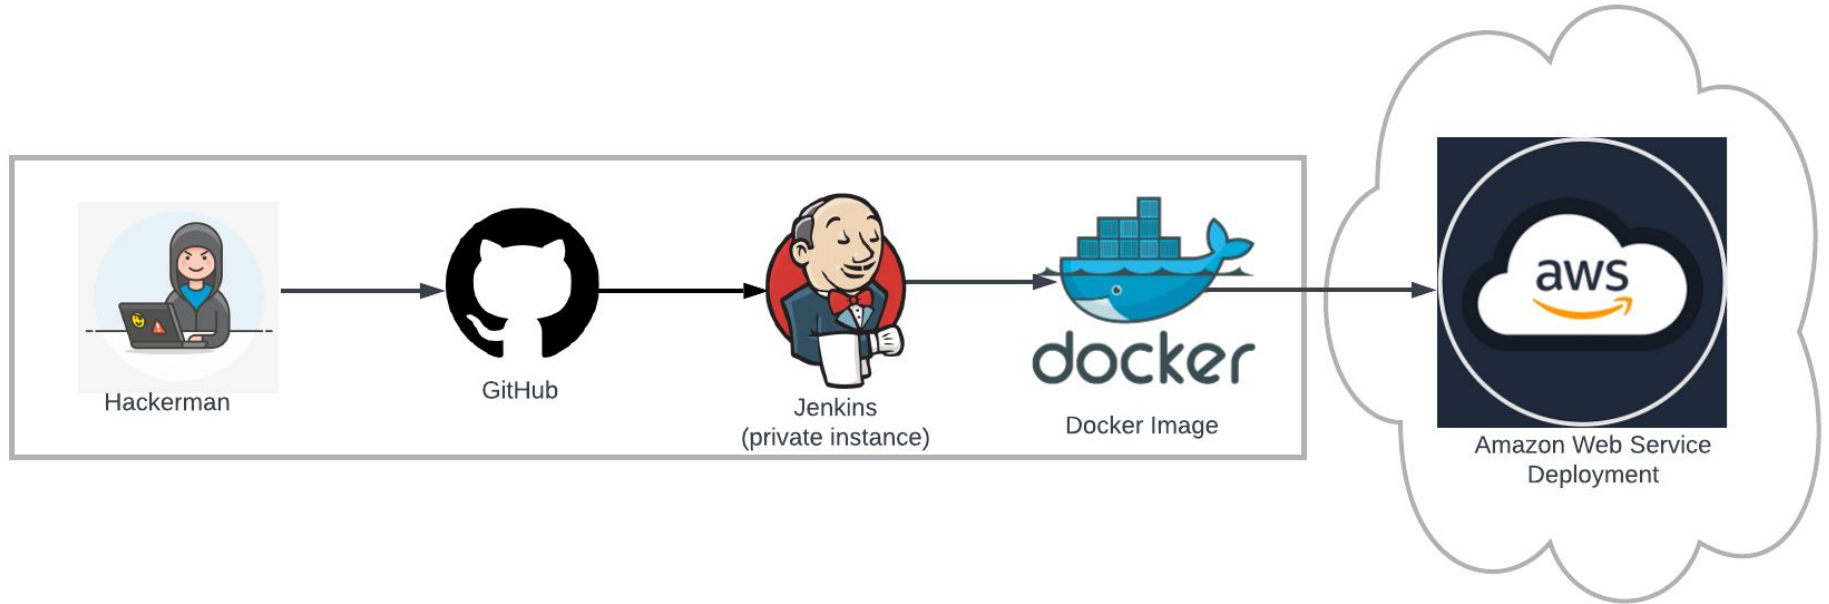 Hackerman
GitHub
Jenkins
(private instance)
docker
Docker Image
aws
Amazon Web Service
Deployment